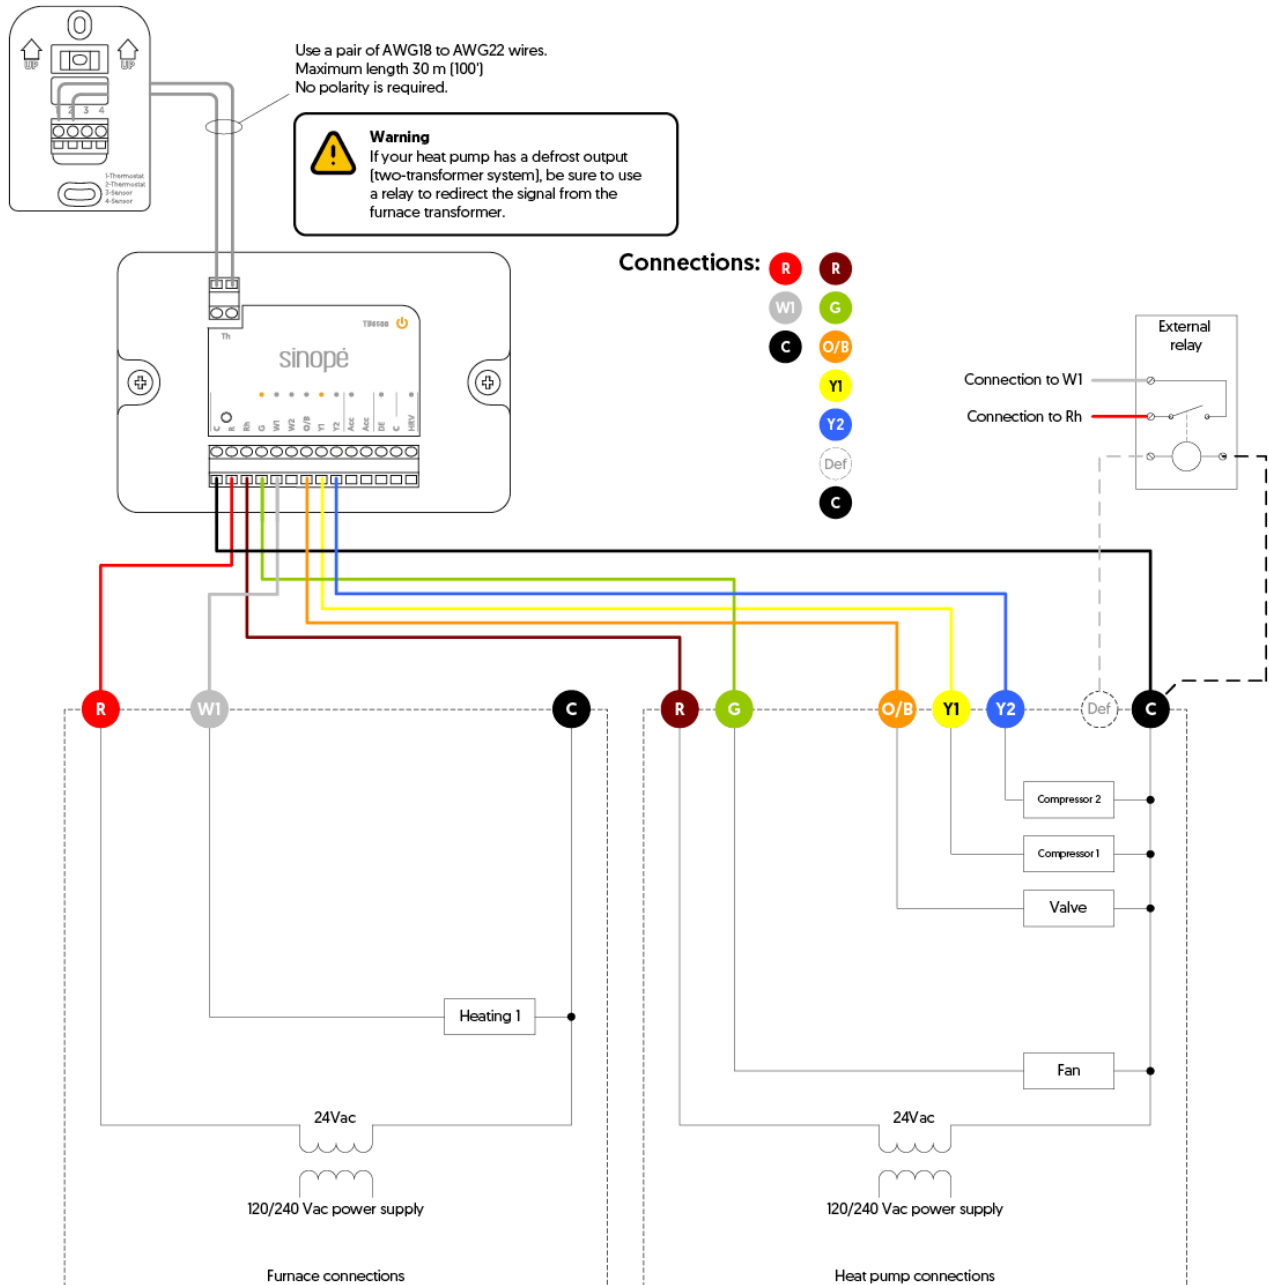 UP
UP
1 2 3 4
1-Thermostat
2-Thermostat
3-Sensor
4-Sensor
Use a pair of AWG18 to AWG22 wires.
Maximum length 30 m (100')
No polarity is required.
Warning
If your heat pump has a defrost output
(two-transformer system), be sure to use
a relay to redirect the signal from the
furnace transformer.
Connections:
R R
W1 G
C O/B
Y1
Y2
Def
C
External
relay
Connection to W1
Connection to Rh
Th
sinopé
C R Rh G W1 W2 O/B Y1 Y2 Acc Acc DE C HRV
R W1 C
R G O/B Y1 Y2 Def C
Compressor 2
Compressor 1
Valve
Heating 1
Fan
24Vac
24Vac
120/240 Vac power supply
120/240 Vac power supply
Furnace connections
Heat pump connections